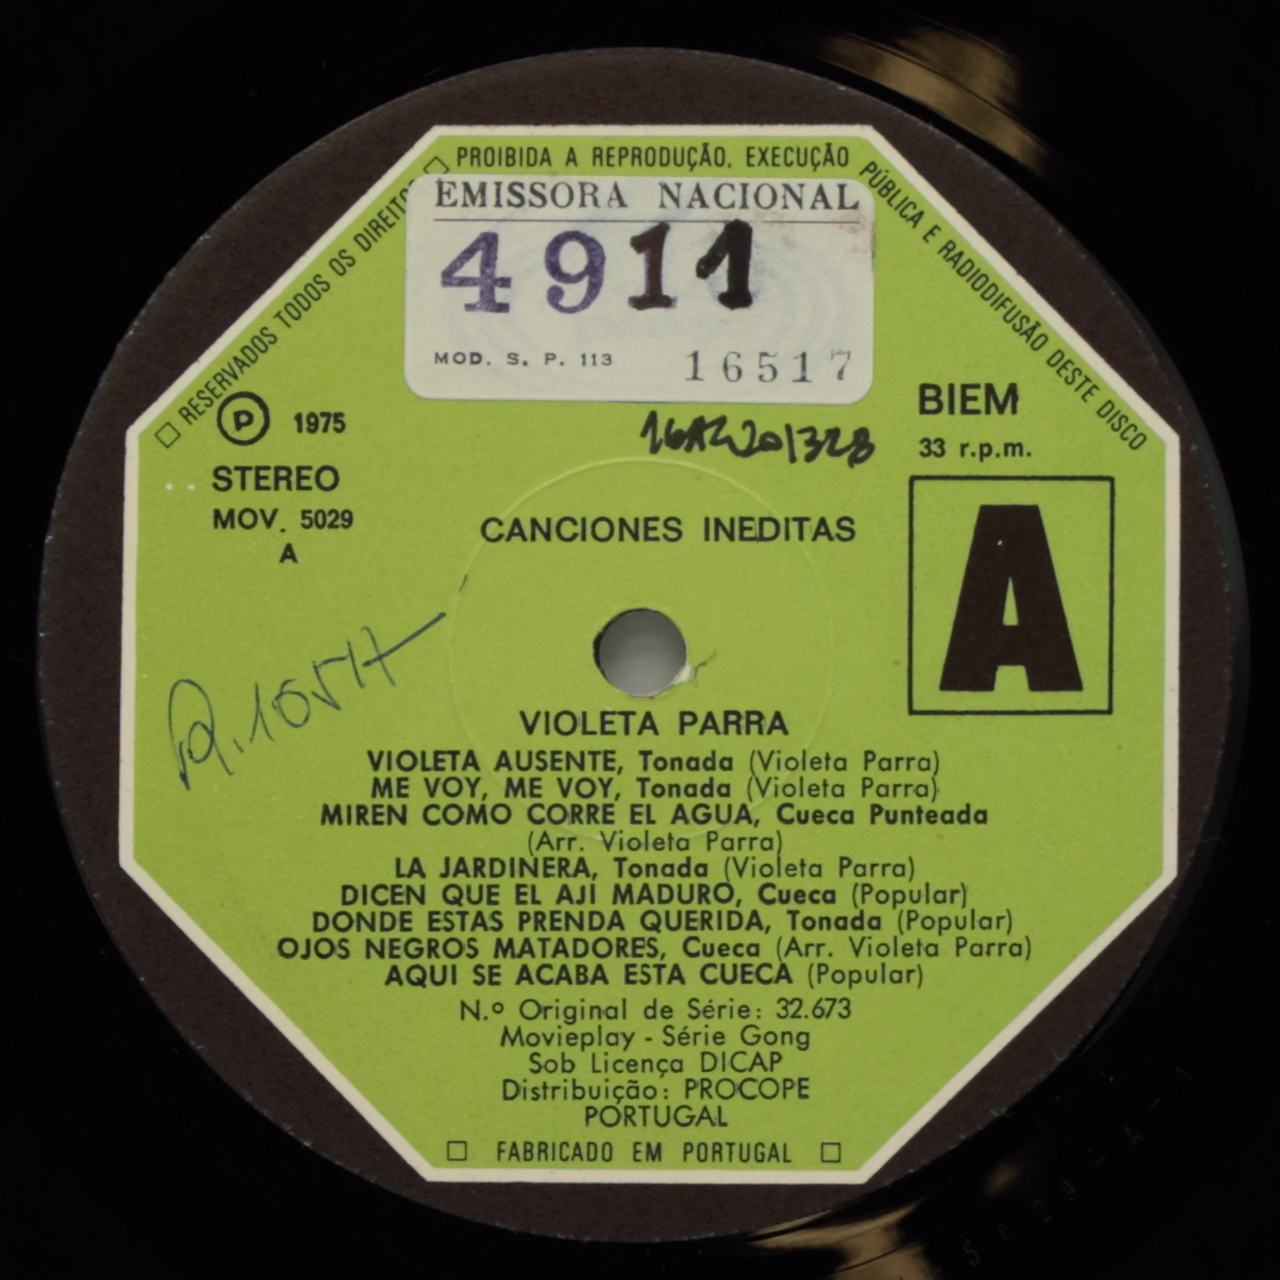 □ RESERVADOS TODOS OS DIREITO
□ PROIBIDA A REPRODUÇÃO, EXECUÇÃO
PÚBLICA E RADIODIFUSÃO DESTE DISCO
EMISSORA NACIONAL
4911
MOD. S. P. 113 16517
Ⓟ 1975
BIEM
STEREO
33 r.p.m.
MOV. 5029
A
CANCIONES INEDITAS
A
VIOLETA PARRA
VIOLETA AUSENTE, Tonada (Violeta Parra)
ME VOY, ME VOY, Tonada (Violeta Parra)
MIREN COMO CORRE EL AGUA, Cueca Punteada
(Arr. Violeta Parra)
LA JARDINERA, Tonada (Violeta Parra)
DICEN QUE EL AJI MADURO, Cueca (Popular)
DONDE ESTAS PRENDA QUERIDA, Tonada (Popular)
OJOS NEGROS MATADORES, Cueca (Arr. Violeta Parra)
AQUI SE ACABA ESTA CUECA (Popular)
N.º Original de Série: 32.673
Movieplay - Série Gong
Sob Licença DICAP
Distribuição: PROCOPE
PORTUGAL
□ FABRICADO EM PORTUGAL □